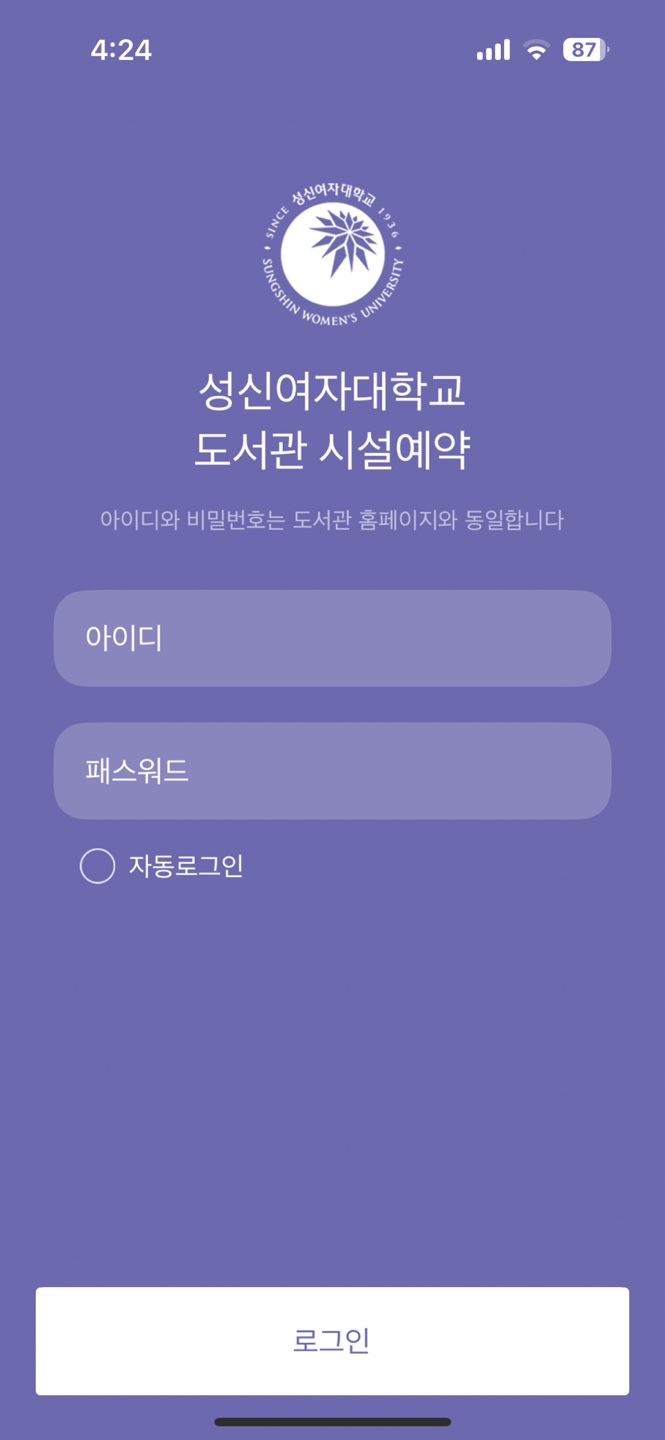 4:24
87
성신여자대학교
SINCE 1936
SUNGSHIN WOMEN'S UNIVERSITY
성신여자대학교
도서관 시설예약
아이디와 비밀번호는 도서관 홈페이지와 동일합니다
아이디
패스워드
자동로그인
로그인